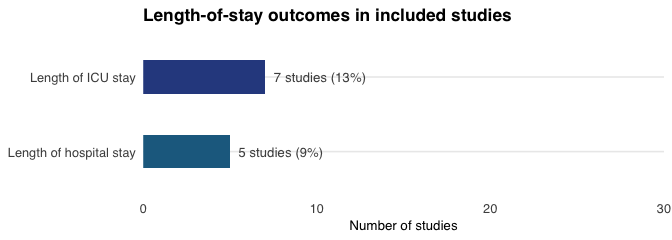 Length-of-stay outcomes in included studies
Length of ICU stay
7 studies (13%)
Length of hospital stay
5 studies (9%)
0
10
20
30
Number of studies